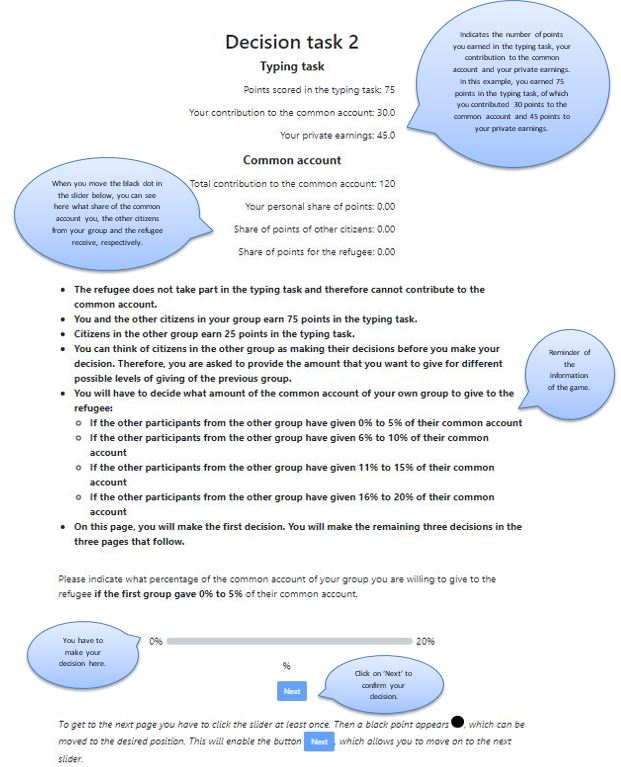 Decision task 2
Typing task
Points scored in the typing task: 75
Your contribution to the common account: 30.0
Your private earnings: 45.0
Indicates the number of points
you earned in the typing task, your
contribution to the common
account and your private earnings.
In this example, you earned 75
points in the typing task, of which
you contributed 30 points to the
common account and 45 points to
your private earnings.
Common account
Total contribution to the common account: 120
Your personal share of points: 0.00
Share of points of other citizens: 0.00
Share of points for the refugee: 0.00
When you move the black dot in
the slider below, you can see
here what share of the common
account you, the other citizens
from your group and the refugee
receive, respectively.
• The refugee does not take part in the typing task and therefore cannot contribute to the
common account.
• You and the other citizens in your group earn 75 points in the typing task.
• Citizens in the other group earn 25 points in the typing task.
• You can think of citizens in the other group as making their decisions before you make your
decision. Therefore, you are asked to provide the amount that you want to give for different
possible levels of giving of the previous group.
• You will have to decide what amount of the common account of your own group to give to the
refugee:
o If the other participants from the other group have given 0% to 5% of their common account
o If the other participants from the other group have given 6% to 10% of their common
account
o If the other participants from the other group have given 11% to 15% of their common
account
o If the other participants from the other group have given 16% to 20% of their common
account
• On this page, you will make the first decision. You will make the remaining three decisions in the
three pages that follow.
Reminder of
the
information
of the game.
Please indicate what percentage of the common account of your group you are willing to give to the
refugee if the first group gave 0% to 5% of their common account.
You have to
make your
decision here.
0% 20%
%
Next
Click on 'Next' to
confirm your
decision.
To get to the next page you have to click the slider at least once. Then a black point appears , which can be
moved to the desired position. This will enable the button Next , which allows you to move on to the next
slider.